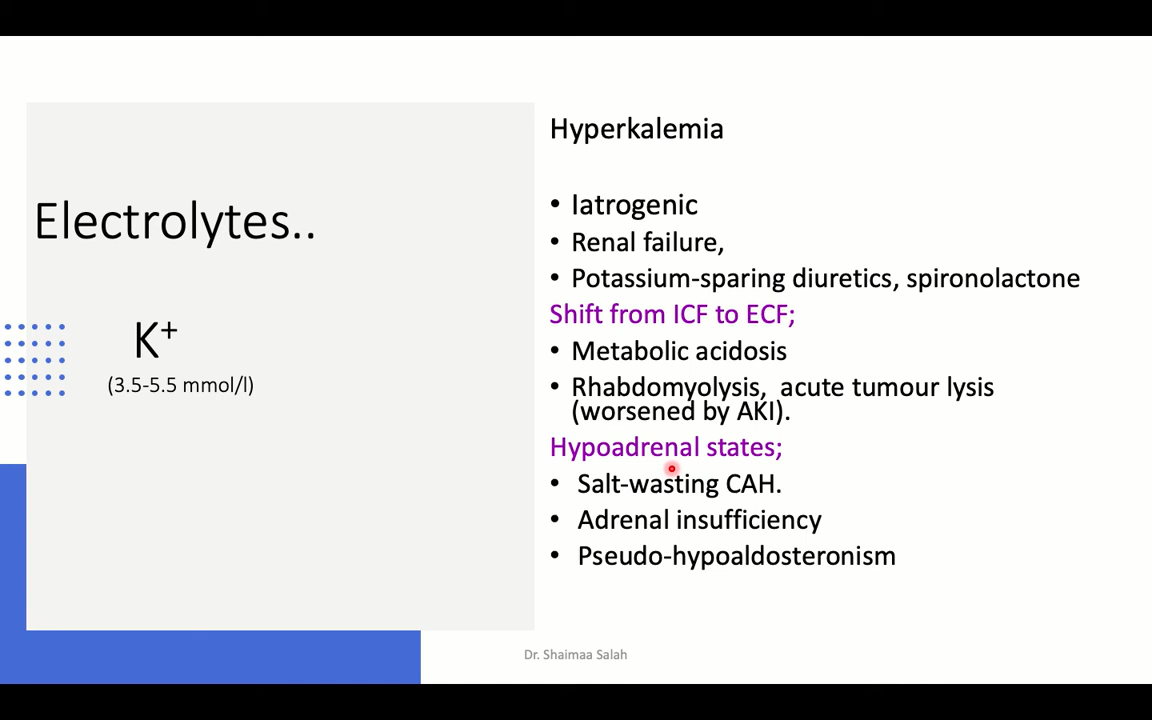 Electrolytes..
K⁺
(3.5-5.5 mmol/l)
Hyperkalemia
• Iatrogenic
• Renal failure,
• Potassium-sparing diuretics, spironolactone
Shift from ICF to ECF;
• Metabolic acidosis
• Rhabdomyolysis, acute tumour lysis
(worsened by AKI).
Hypoadrenal states;
• Salt-wasting CAH.
• Adrenal insufficiency
• Pseudo-hypoaldosteronism
Dr. Shaimaa Salah